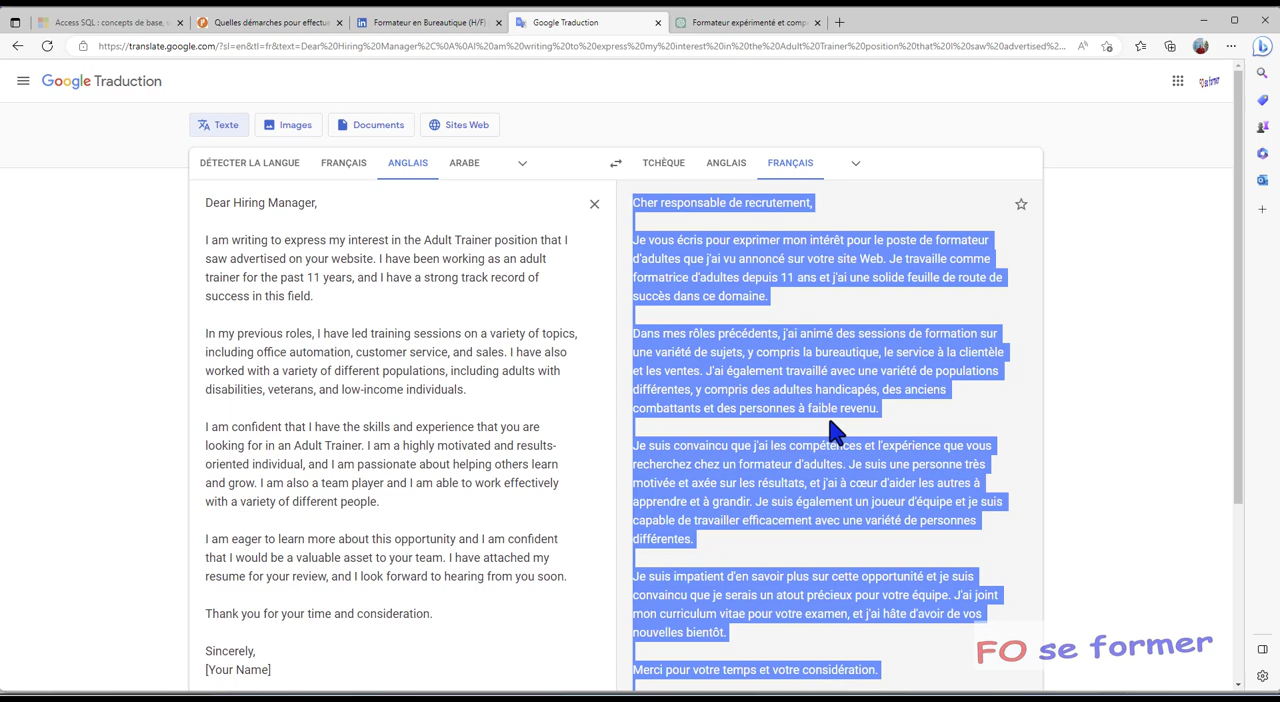 Access SQL : concepts de base, v
Quelles démarches pour effectue
Formateur en Bureautique (H/F)
Google Traduction
Formateur expérimenté et comp
https://translate.google.com/?sl=en&tl=fr&text=Dear%20Hiring%20Manager%2C%0A%0AI%20am%20writing%20to%20express%20my%20interest%20in%20the%20Adult%20Trainer%20position%20that%20I%20saw%20advertised%2...
Google Traduction
FO se former
Texte
Images
Documents
Sites Web
DÉTECTER LA LANGUE
FRANÇAIS
ANGLAIS
ARABE
TCHÈQUE
ANGLAIS
FRANÇAIS
Dear Hiring Manager,
I am writing to express my interest in the Adult Trainer position that I
saw advertised on your website. I have been working as an adult
trainer for the past 11 years, and I have a strong track record of
success in this field.
In my previous roles, I have led training sessions on a variety of topics,
including office automation, customer service, and sales. I have also
worked with a variety of different populations, including adults with
disabilities, veterans, and low-income individuals.
I am confident that I have the skills and experience that you are
looking for in an Adult Trainer. I am a highly motivated and results-
oriented individual, and I am passionate about helping others learn
and grow. I am also a team player and I am able to work effectively
with a variety of different people.
I am eager to learn more about this opportunity and I am confident
that I would be a valuable asset to your team. I have attached my
resume for your review, and I look forward to hearing from you soon.
Thank you for your time and consideration.
Sincerely,
[Your Name]
Cher responsable de recrutement,
Je vous écris pour exprimer mon intérêt pour le poste de formateur
d'adultes que j'ai vu annoncé sur votre site Web. Je travaille comme
formatrice d'adultes depuis 11 ans et j'ai une solide feuille de route de
succès dans ce domaine.
Dans mes rôles précédents, j'ai animé des sessions de formation sur
une variété de sujets, y compris la bureautique, le service à la clientèle
et les ventes. J'ai également travaillé avec une variété de populations
différentes, y compris des adultes handicapés, des anciens
combattants et des personnes à faible revenu.
Je suis convaincu que j'ai les compétences et l'expérience que vous
recherchez chez un formateur d'adultes. Je suis une personne très
motivée et axée sur les résultats, et j'ai à cœur d'aider les autres à
apprendre et à grandir. Je suis également un joueur d'équipe et je suis
capable de travailler efficacement avec une variété de personnes
différentes.
Je suis impatient d'en savoir plus sur cette opportunité et je suis
convaincu que je serais un atout précieux pour votre équipe. J'ai joint
mon curriculum vitae pour votre examen, et j'ai hâte d'avoir de vos
nouvelles bientôt.
Merci pour votre temps et votre considération.
FO se former